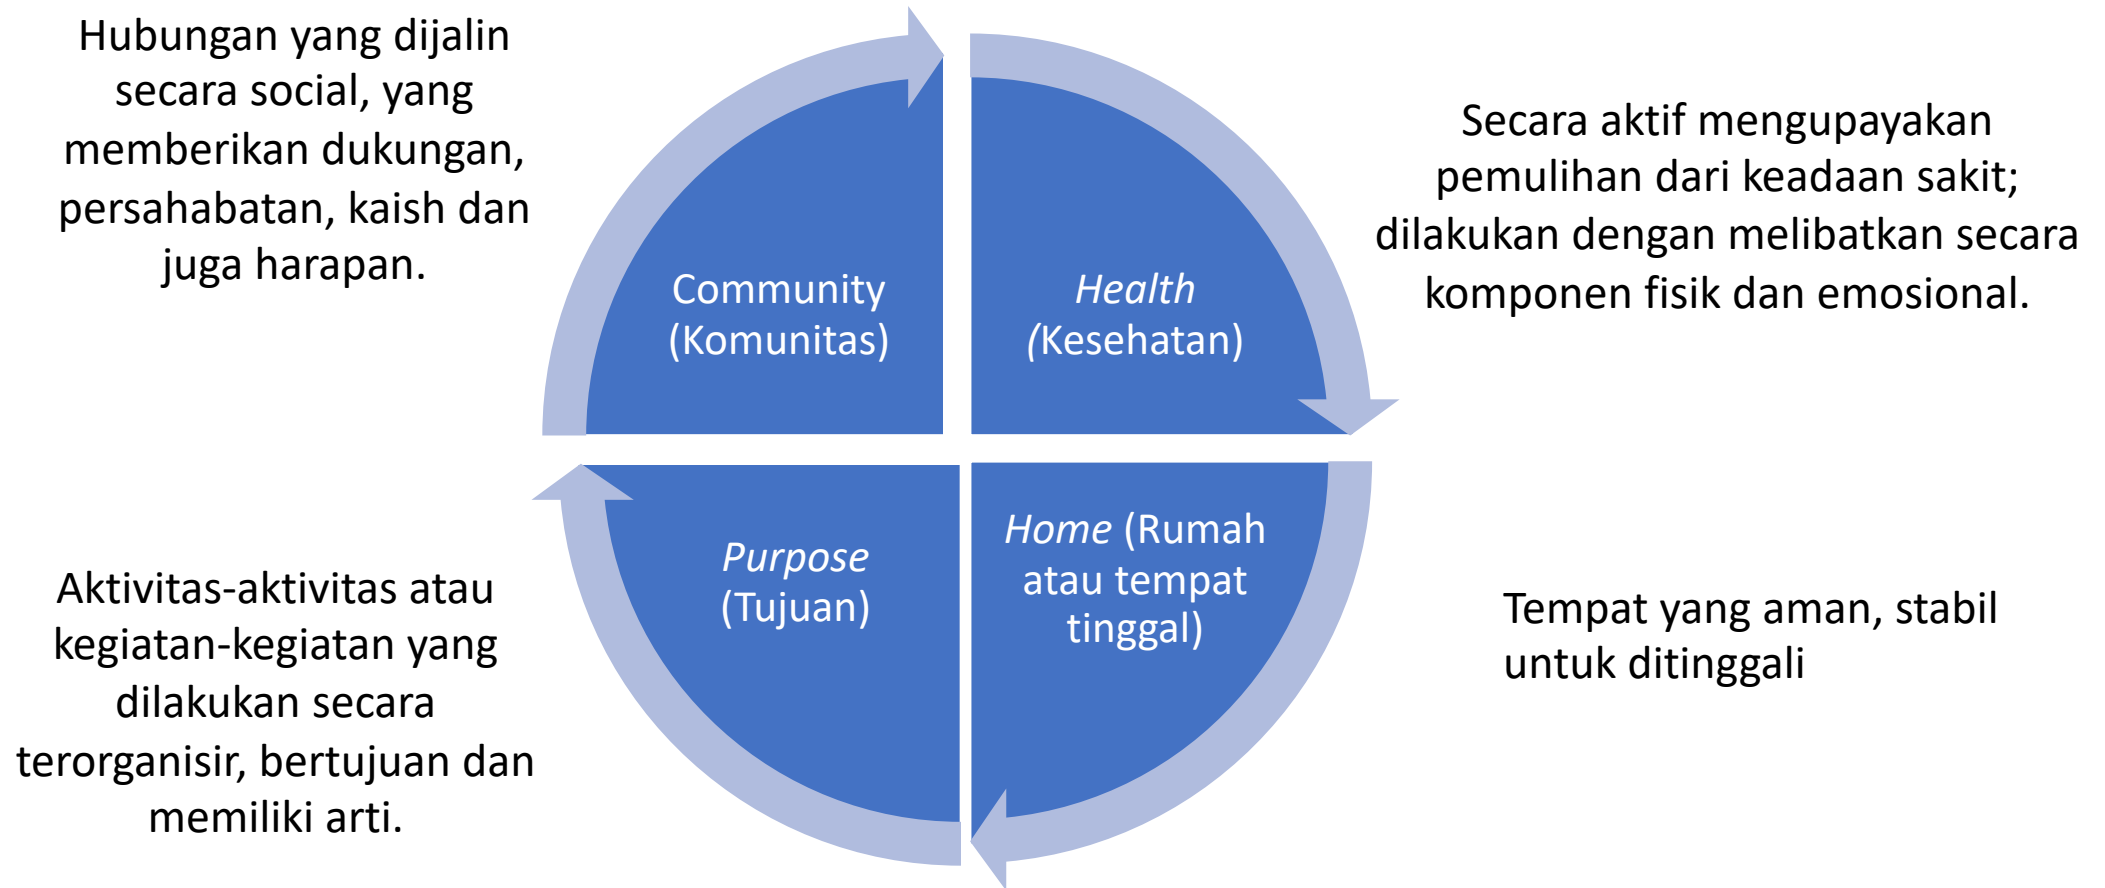 Hubungan yang dijalin
secara social, yang
memberikan dukungan,
persahabatan, kaish dan
juga harapan.
Community
(Komunitas)
Health
(Kesehatan)
Secara aktif mengupayakan
pemulihan dari keadaan sakit;
dilakukan dengan melibatkan secara
komponen fisik dan emosional.
Aktivitas-aktivitas atau
kegiatan-kegiatan yang
dilakukan secara
terorganisir, bertujuan dan
memiliki arti.
Purpose
(Tujuan)
Home (Rumah
atau tempat
tinggal)
Tempat yang aman, stabil
untuk ditinggali